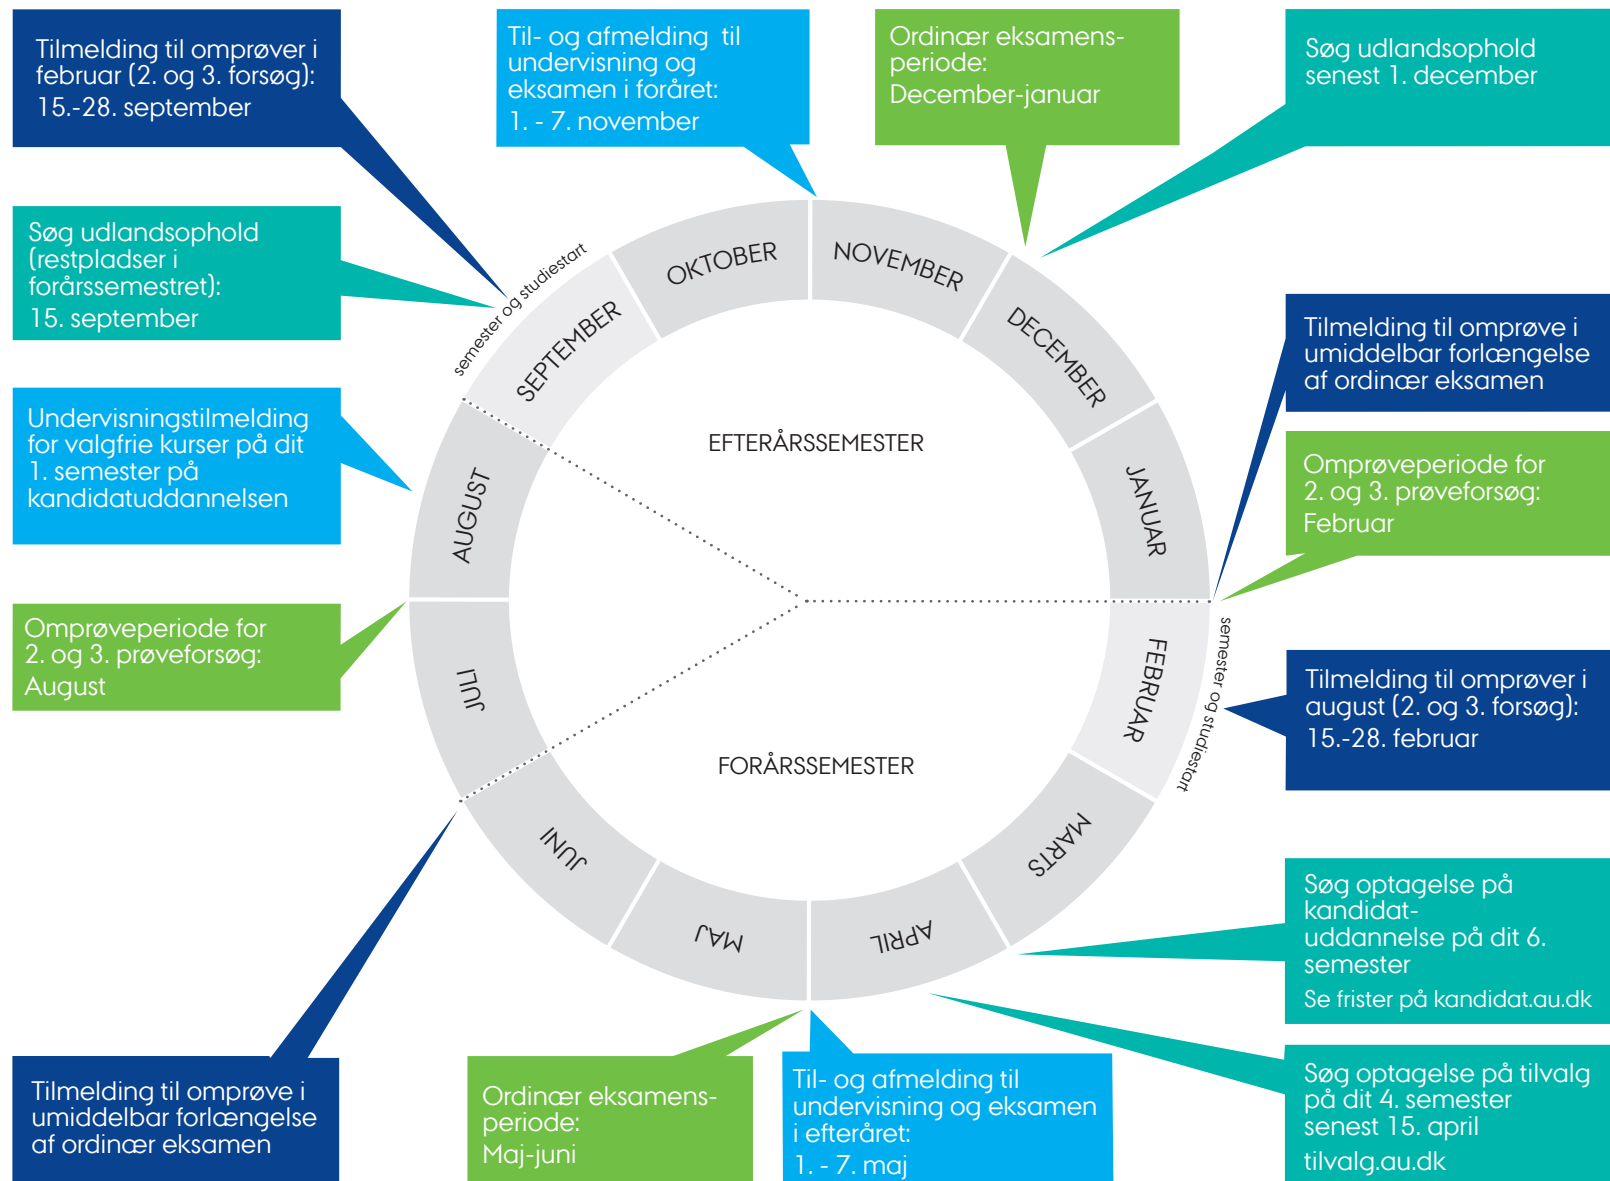 Tilmelding til omprøver i
februar (2. og 3. forsøg):
15.-28. september
Til- og afmelding til
undervisning og
eksamen i foråret:
1. - 7. november
Ordinær eksamens-
periode:
December-januar
Søg udlandsophold
senest 1. december
Søg udlandsophold
(restpladser i
forårssemestret):
15. september
Undervisningstilmelding
for valgfrie kurser på dit
1. semester på
kandidatuddannelsen
Omprøveperiode for
2. og 3. prøveforsøg:
August
Tilmelding til omprøve i
umiddelbar forlængelse
af ordinær eksamen
Omprøveperiode for
2. og 3. prøveforsøg:
Februar
Tilmelding til omprøver i
august (2. og 3. forsøg):
15.-28. februar
semester og studiestart
SEPTEMBER
OKTOBER
NOVEMBER
DECEMBER
JANUAR
FEBRUAR
semester og studiestart
MARTS
APRIL
MAJ
JUNI
JULI
AUGUST
EFTERÅRSSEMESTER
FORÅRSSEMESTER
Søg optagelse på
kandidat-
uddannelse på dit 6.
semester
Se frister på kandidat.au.dk
Tilmelding til omprøve i
umiddelbar forlængelse
af ordinær eksamen
Ordinær eksamens-
periode:
Maj-juni
Til- og afmelding til
undervisning og eksamen
i efteråret:
1. - 7. maj
Søg optagelse på tilvalg
på dit 4. semester
senest 15. april
tilvalg.au.dk